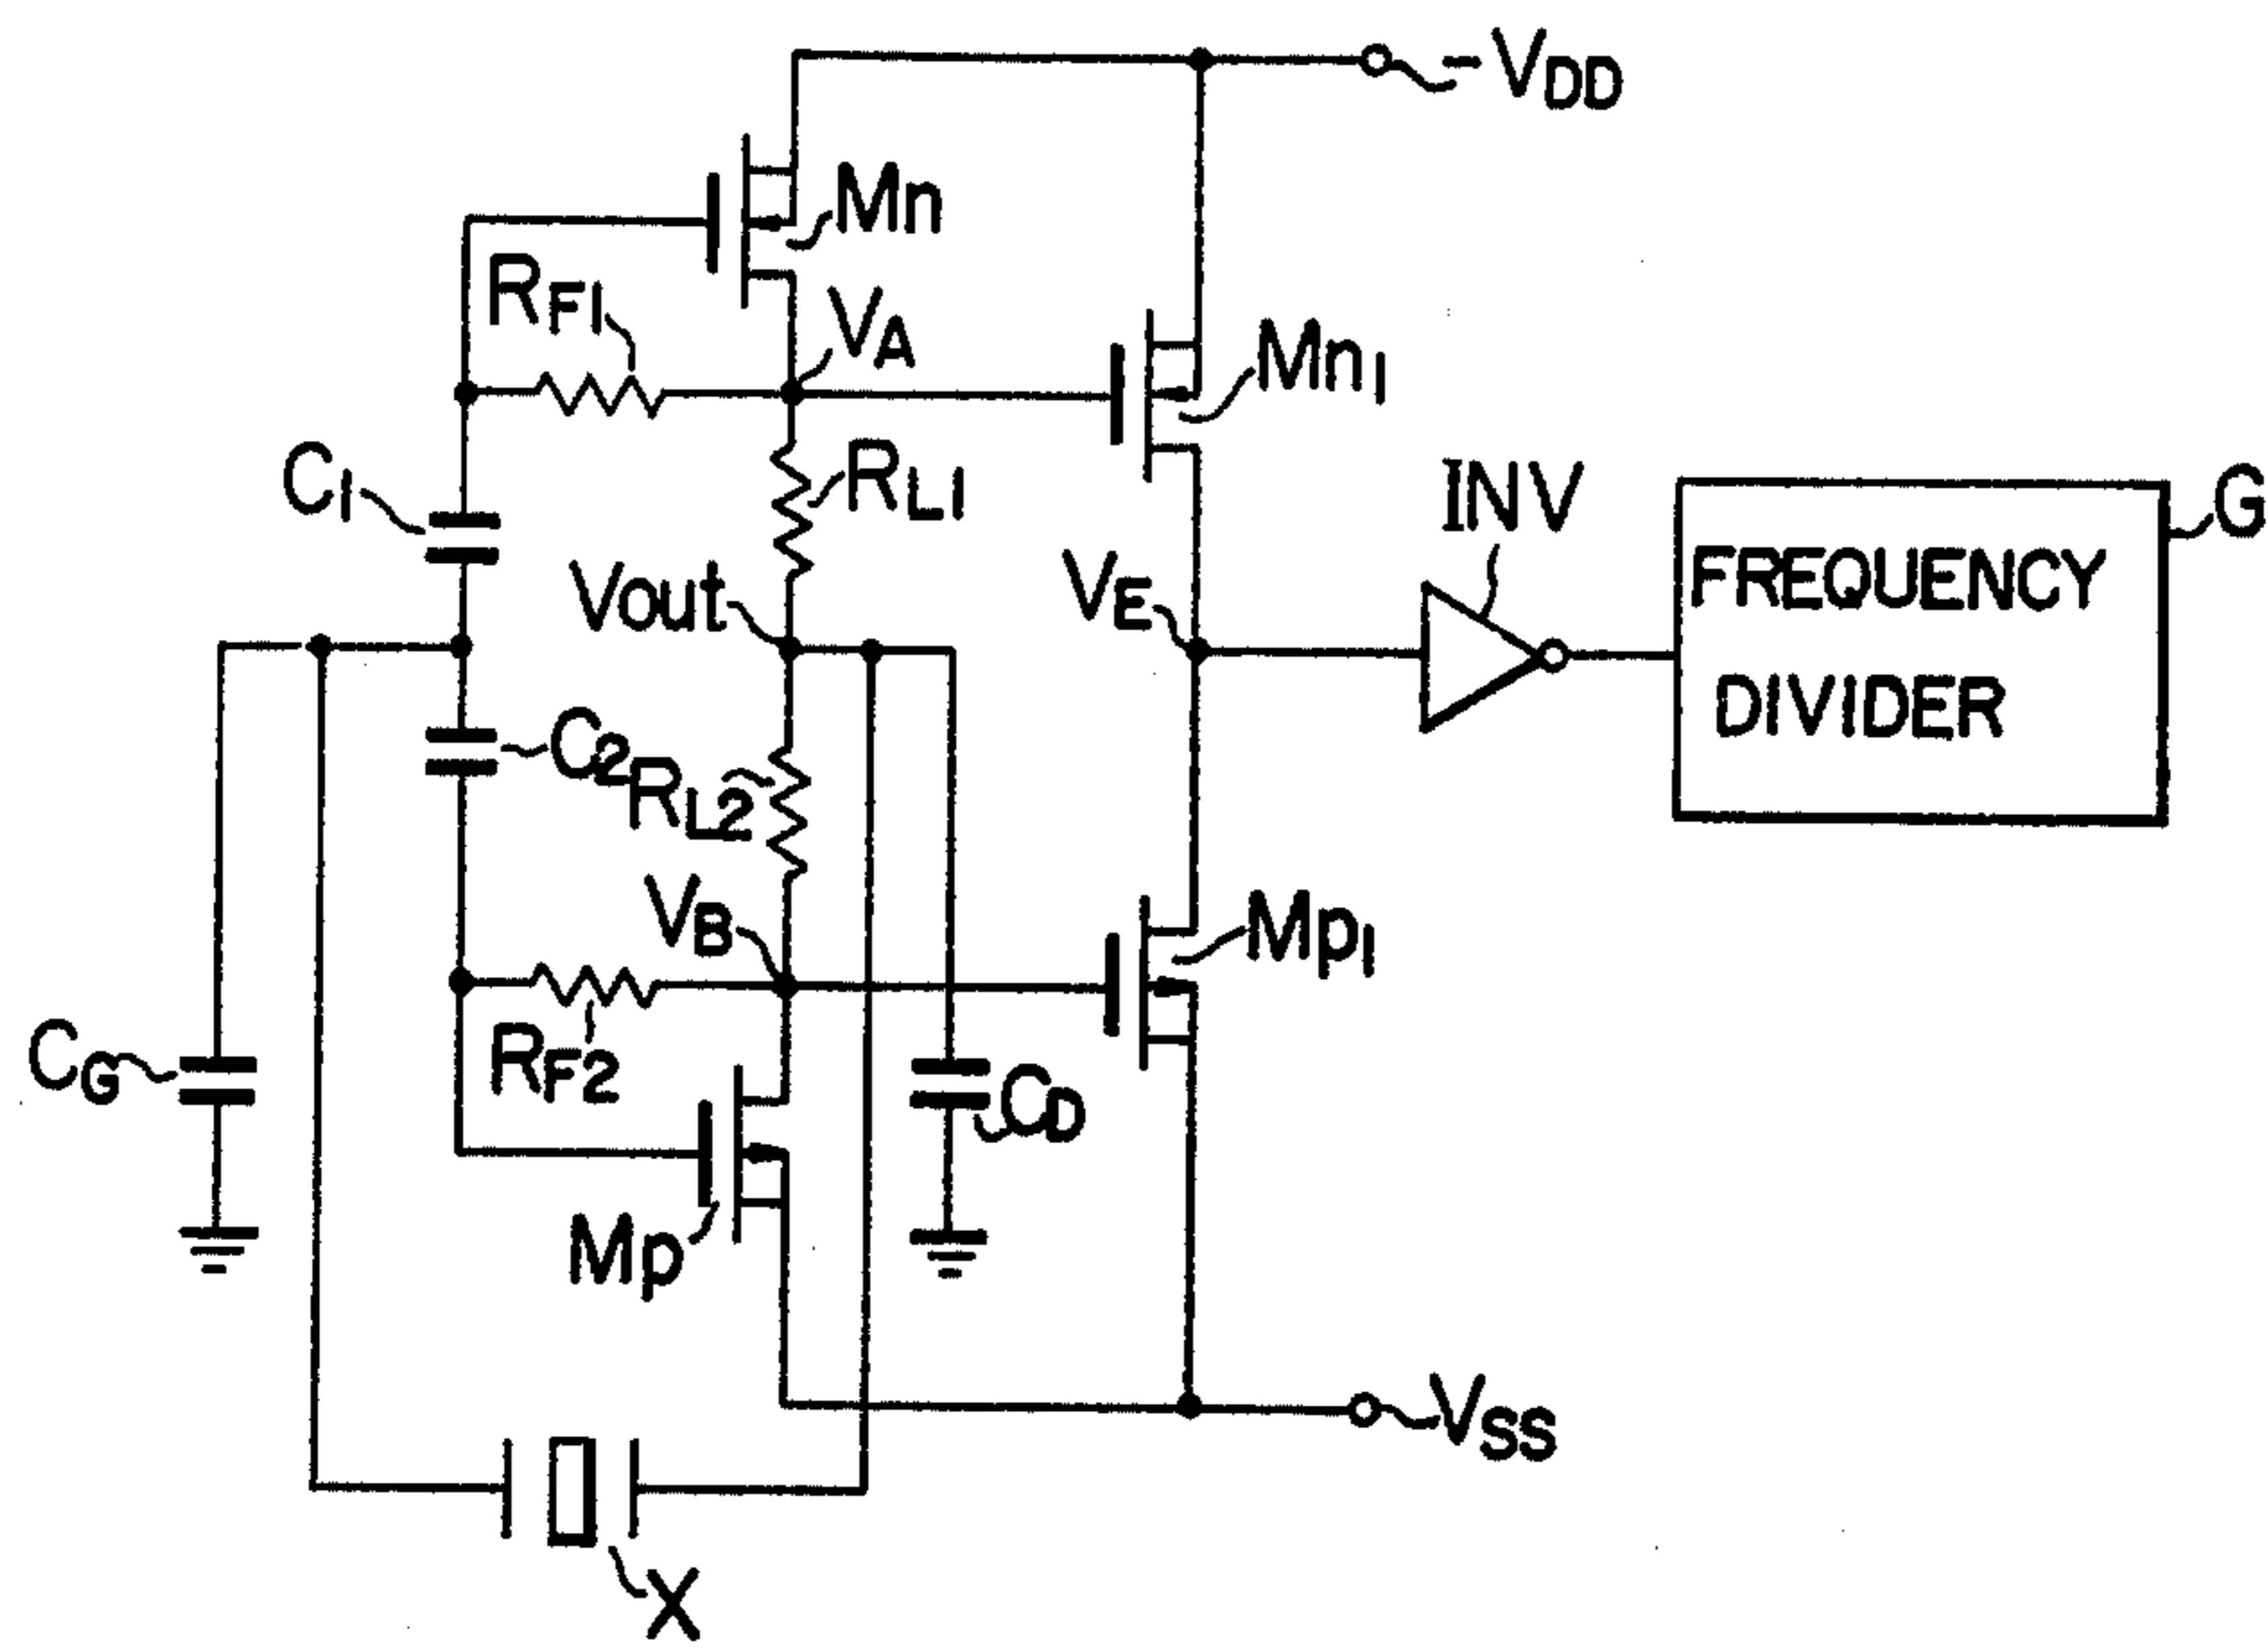 -VDD
Mn
RF1
VA
Mn1
C1
RL1
INV
G
Vout
VE
FREQUENCY
DIVIDER
C2
RL2
VB
Mp1
CG
RF2
CD
Mp
VSS
X